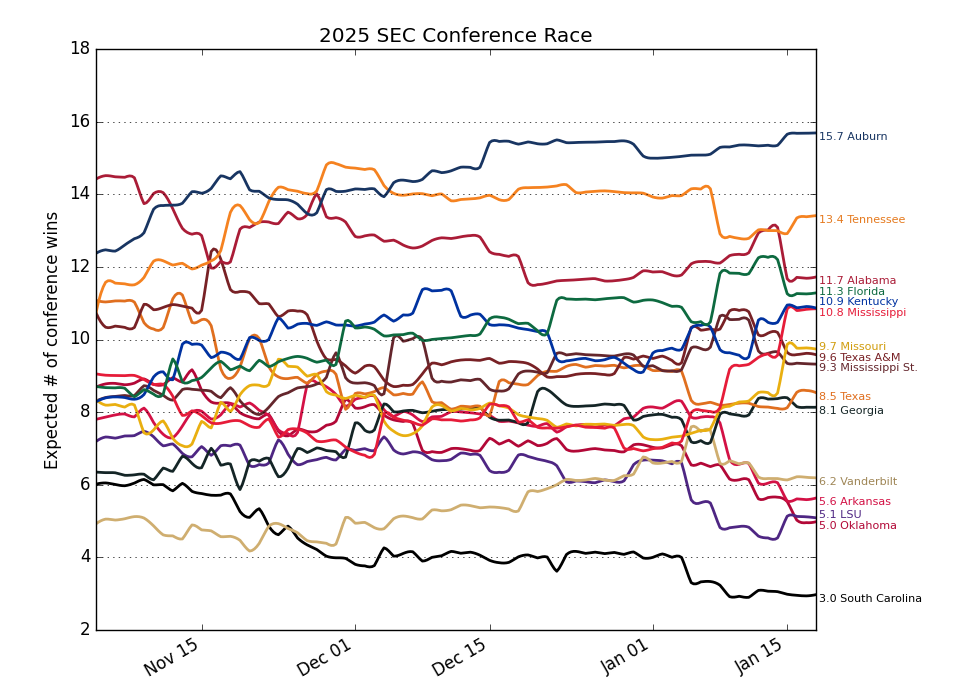 2025 SEC Conference Race
Expected # of conference wins
18
16
14
12
10
8
6
4
2
15.7 Auburn
13.4 Tennessee
11.7 Alabama
11.3 Florida
10.9 Kentucky
10.8 Mississippi
9.7 Missouri
9.6 Texas A&M
9.3 Mississippi St.
8.5 Texas
8.1 Georgia
6.2 Vanderbilt
5.6 Arkansas
5.1 LSU
5.0 Oklahoma
3.0 South Carolina
Nov 15
Dec 01
Dec 15
Jan 01
Jan 15